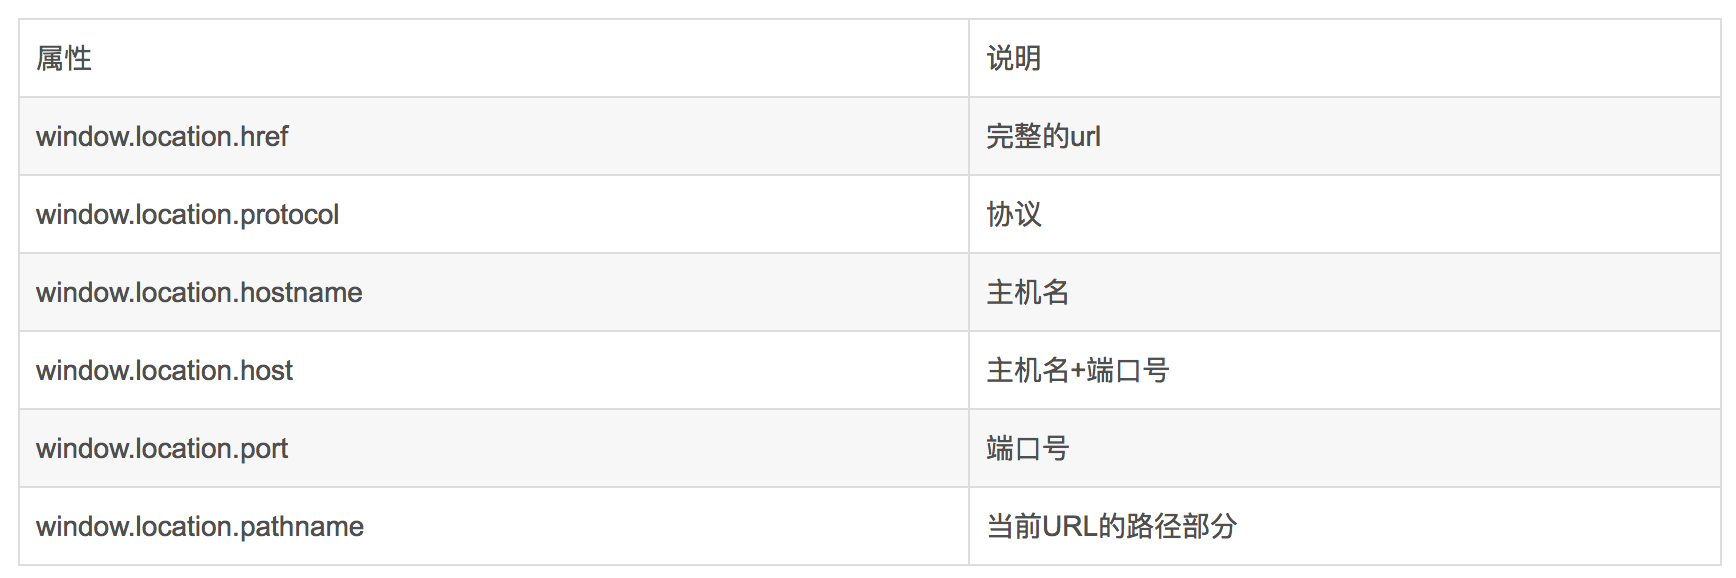 属性 说明
window.location.href 完整的url
window.location.protocol 协议
window.location.hostname 主机名
window.location.host 主机名+端口号
window.location.port 端口号
window.location.pathname 当前URL的路径部分